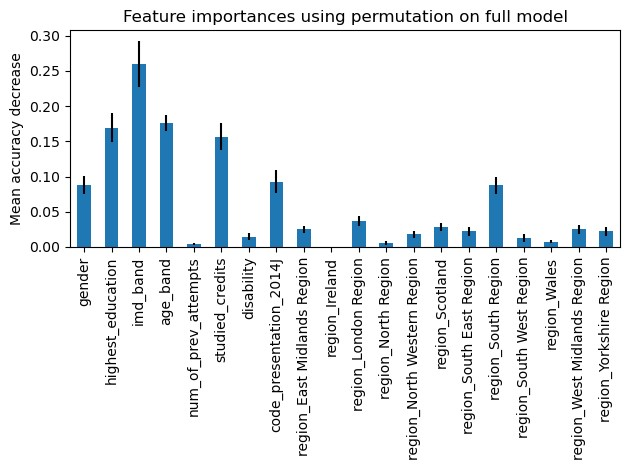 Feature importances using permutation on full model
Mean accuracy decrease
0.30
0.25
0.20
0.15
0.10
0.05
0.00
gender
highest_education
imd_band
age_band
num_of_prev_attempts
studied_credits
disability
code_presentation_2014J
region_East Midlands Region
region_Ireland
region_London Region
region_North Region
region_North Western Region
region_Scotland
region_South East Region
region_South Region
region_South West Region
region_Wales
region_West Midlands Region
region_Yorkshire Region